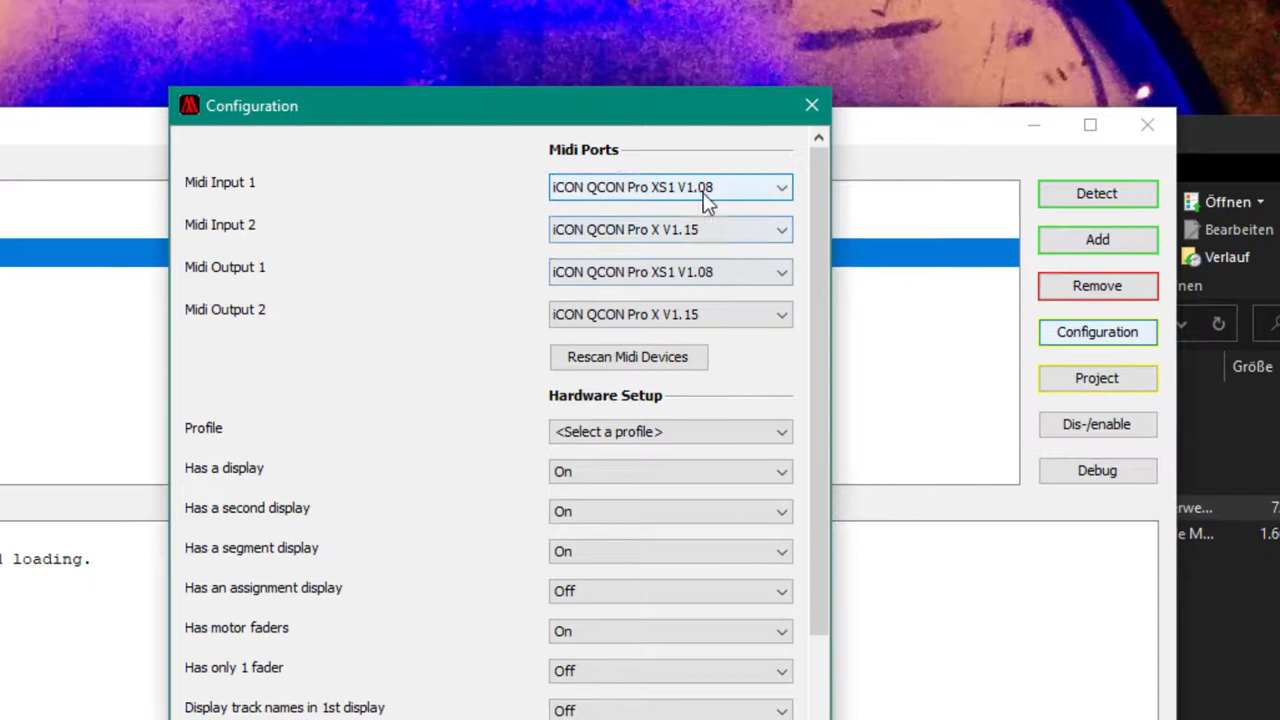 Configuration
Midi Ports
Midi Input 1
iCON QCON Pro XS1 V1.08
Midi Input 2
iCON QCON Pro X V1.15
Midi Output 1
iCON QCON Pro XS1 V1.08
Midi Output 2
iCON QCON Pro X V1.15
Rescan Midi Devices
Hardware Setup
Profile
<Select a profile>
Has a display
On
Has a second display
On
Has a segment display
On
Has an assignment display
Off
Has motor faders
On
Has only 1 fader
Off
Display track names in 1st display
Off
Detect
Add
Remove
Configuration
Project
Dis-/enable
Debug
loading.
Öffnen
Bearbeiten
Verlauf
nen
Größe
rwe...
7.
e M...
1.6